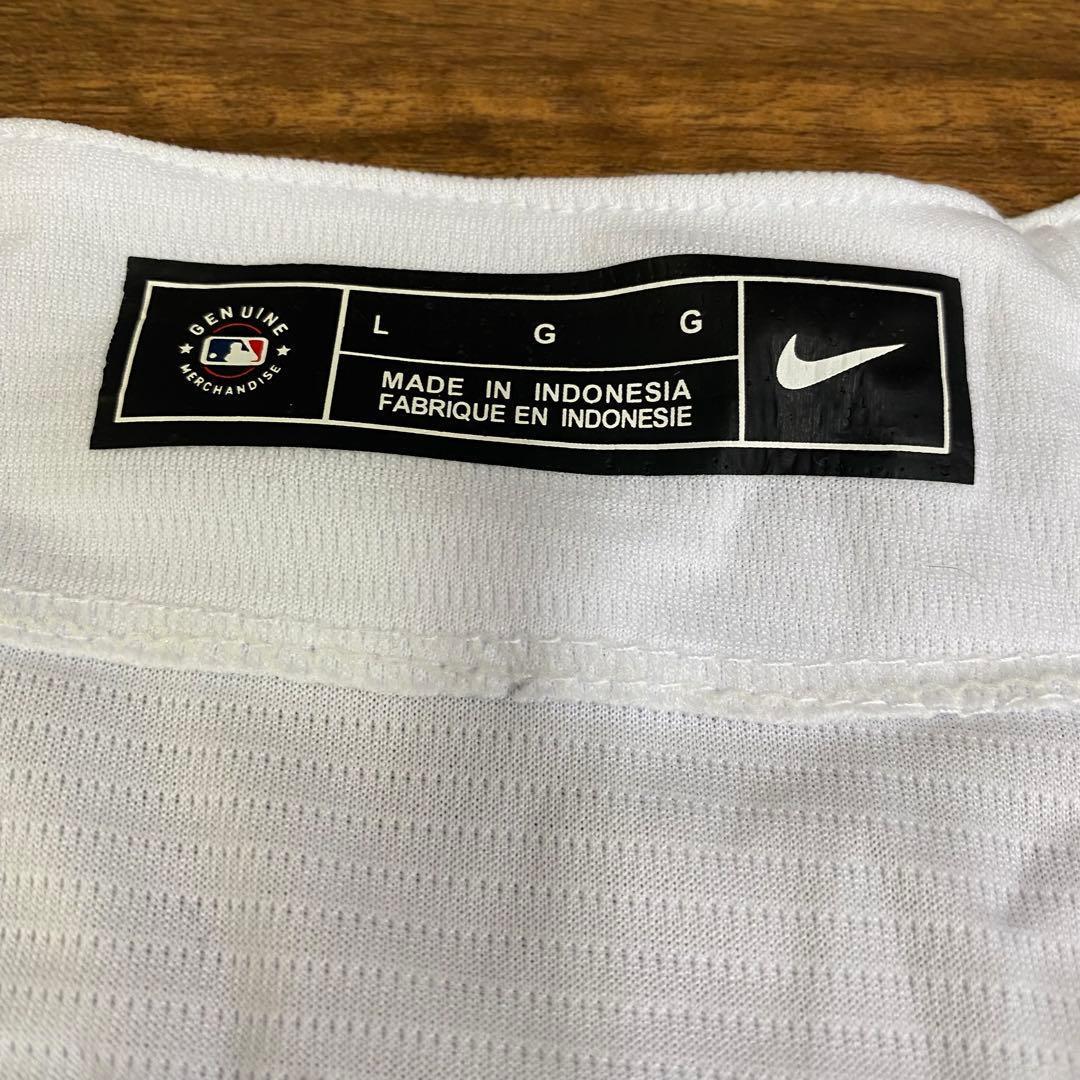 GENUINE
MERCHANDISE
L G G
MADE IN INDONESIA
FABRIQUE EN INDONESIE